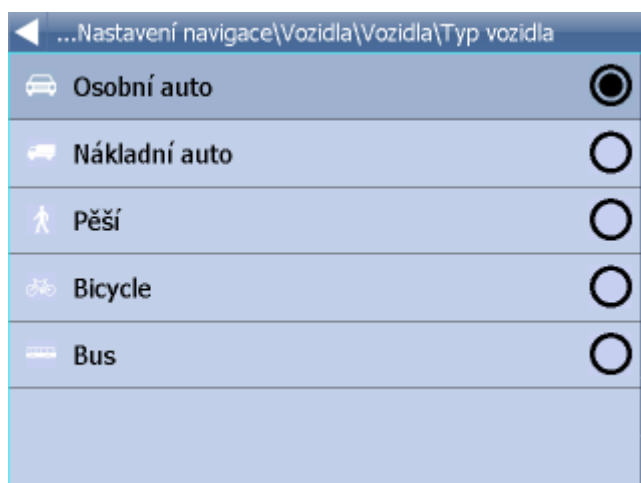 ...Nastavení navigace\Vozidla\Vozidla\Typ vozidla
Osobní auto
Nákladní auto
Pěší
Bicycle
Bus